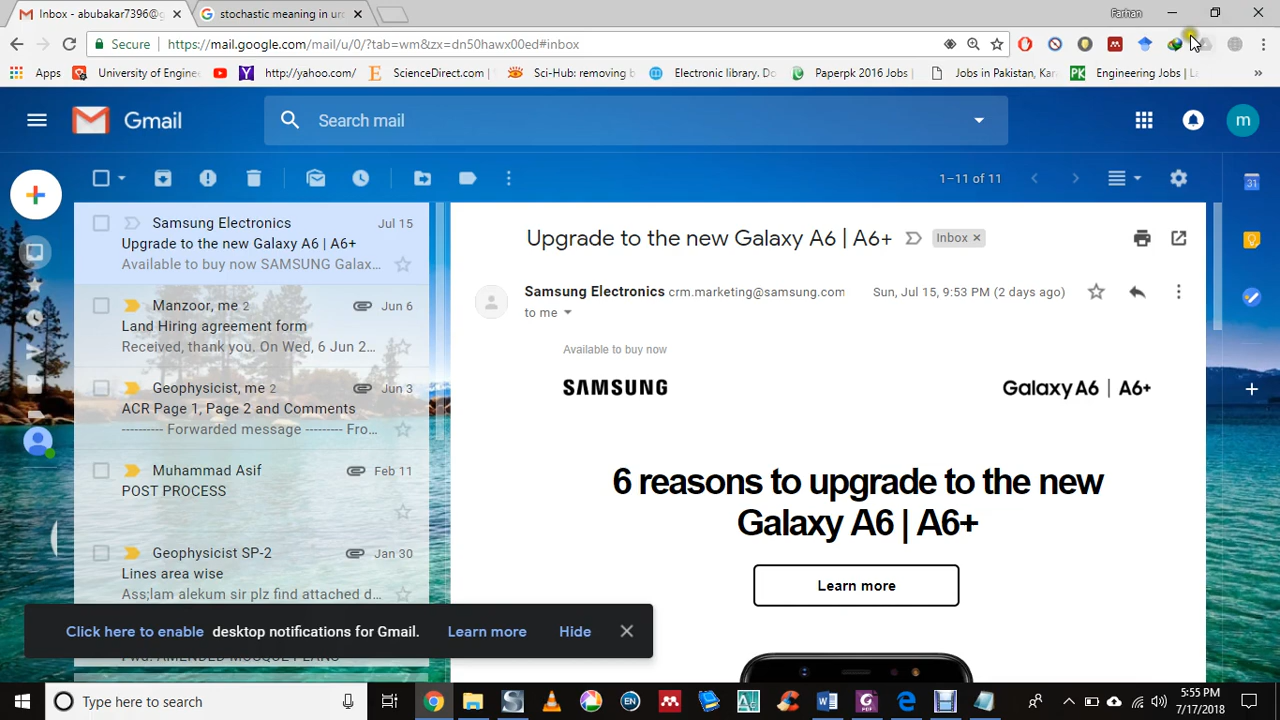 Inbox - abubakar7396@g
stochastic meaning in urd
Farhan
Secure
https://mail.google.com/mail/u/0/?tab=wm&zx=dn50hawx00ed#inbox
Apps
University of Engine
http://yahoo.com/
ScienceDirect.com |
Sci-Hub: removing b
Electronic library. Do
Paperpk 2016 Jobs |
Jobs in Pakistan, Kara
Engineering Jobs | La
»
Gmail
Search mail
m
1–11 of 11
31
Samsung Electronics
Jul 15
Upgrade to the new Galaxy A6 | A6+
Available to buy now SAMSUNG Galax...
Manzoor, me 2
Jun 6
Land Hiring agreement form
Received, thank you. On Wed, 6 Jun 2...
Geophysicist, me 2
Jun 3
ACR Page 1, Page 2 and Comments
---------- Forwarded message --------- Fro...
Muhammad Asif
Feb 11
POST PROCESS
Geophysicist SP-2
Jan 30
Lines area wise
Ass;lam alekum sir plz find attached d...
Fwd: AMENDED MOSQUE PLANS
Upgrade to the new Galaxy A6 | A6+
Inbox
Samsung Electronics crm.marketing@samsung.com
Sun, Jul 15, 9:53 PM (2 days ago)
to me
Available to buy now
SAMSUNG
Galaxy A6 | A6+
6 reasons to upgrade to the new
Galaxy A6 | A6+
Learn more
Click here to enable desktop notifications for Gmail. Learn more Hide
Type here to search
5:55 PM
7/17/2018